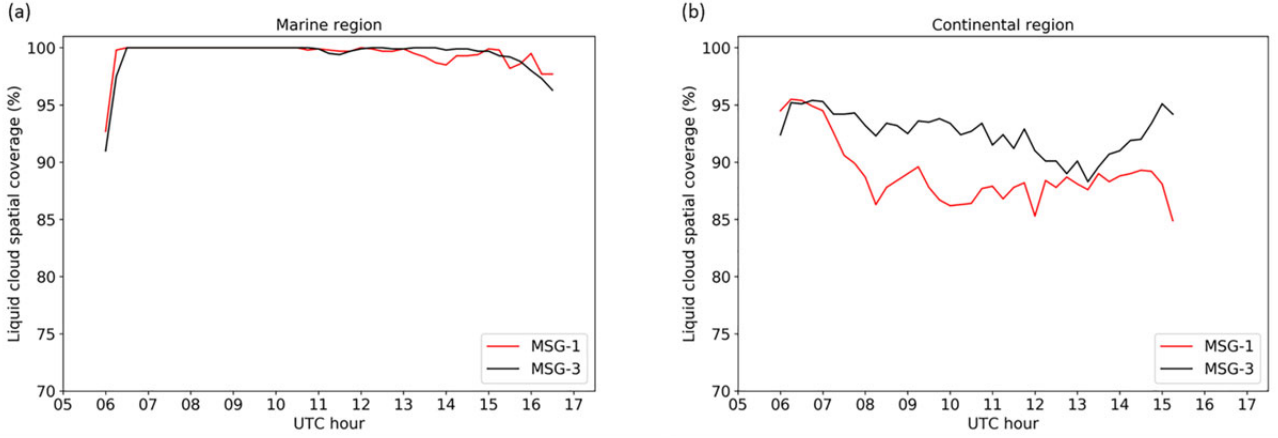 (a)
Marine region
Liquid cloud spatial coverage (%)
100
95
90
85
80
75
70
05 06 07 08 09 10 11 12 13 14 15 16 17
UTC hour
MSG-1
MSG-3
(b)
Continental region
Liquid cloud spatial coverage (%)
100
95
90
85
80
75
70
05 06 07 08 09 10 11 12 13 14 15 16 17
UTC hour
MSG-1
MSG-3